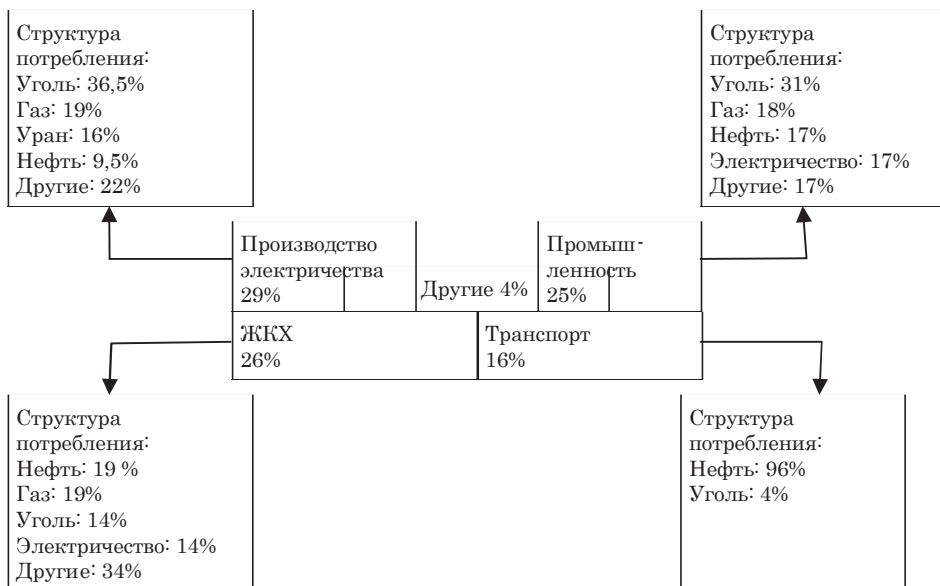 Структура
потребления:
Уголь: 36,5%
Газ: 19%
Уран: 16%
Нефть: 9,5%
Другие: 22%
Структура
потребления:
Уголь: 31%
Газ: 18%
Нефть: 17%
Электричество: 17%
Другие: 17%
Производство
электричества
29%
Другие 4%
Промыш-
ленность
25%
ЖКХ
26%
Транспорт
16%
Структура
потребления:
Нефть: 19 %
Газ: 19%
Уголь: 14%
Электричество: 14%
Другие: 34%
Структура
потребления:
Нефть: 96%
Уголь: 4%